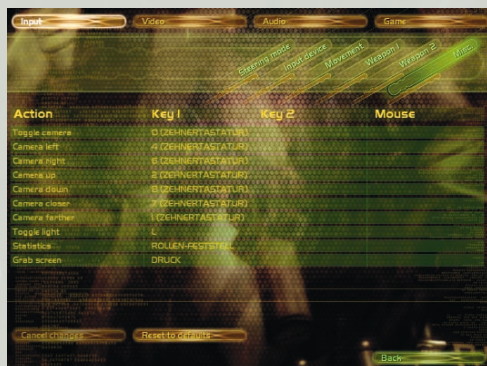 Input Video Audio Game
Steering mode Input device Movement Weapon 1 Weapon 2 Misc.
Action Key 1 Key 2 Mouse
Toggle camera 0 (ZEHNERTASTATUR)
Camera left 4 (ZEHNERTASTATUR)
Camera right 6 (ZEHNERTASTATUR)
Camera up 2 (ZEHNERTASTATUR)
Camera down 8 (ZEHNERTASTATUR)
Camera closer 7 (ZEHNERTASTATUR)
Camera farther 1 (ZEHNERTASTATUR)
Toggle light L
Statistics ROLLEN-FESTSTELL
Grab screen DRUCK
Cancel changes Reset to defaults
Back